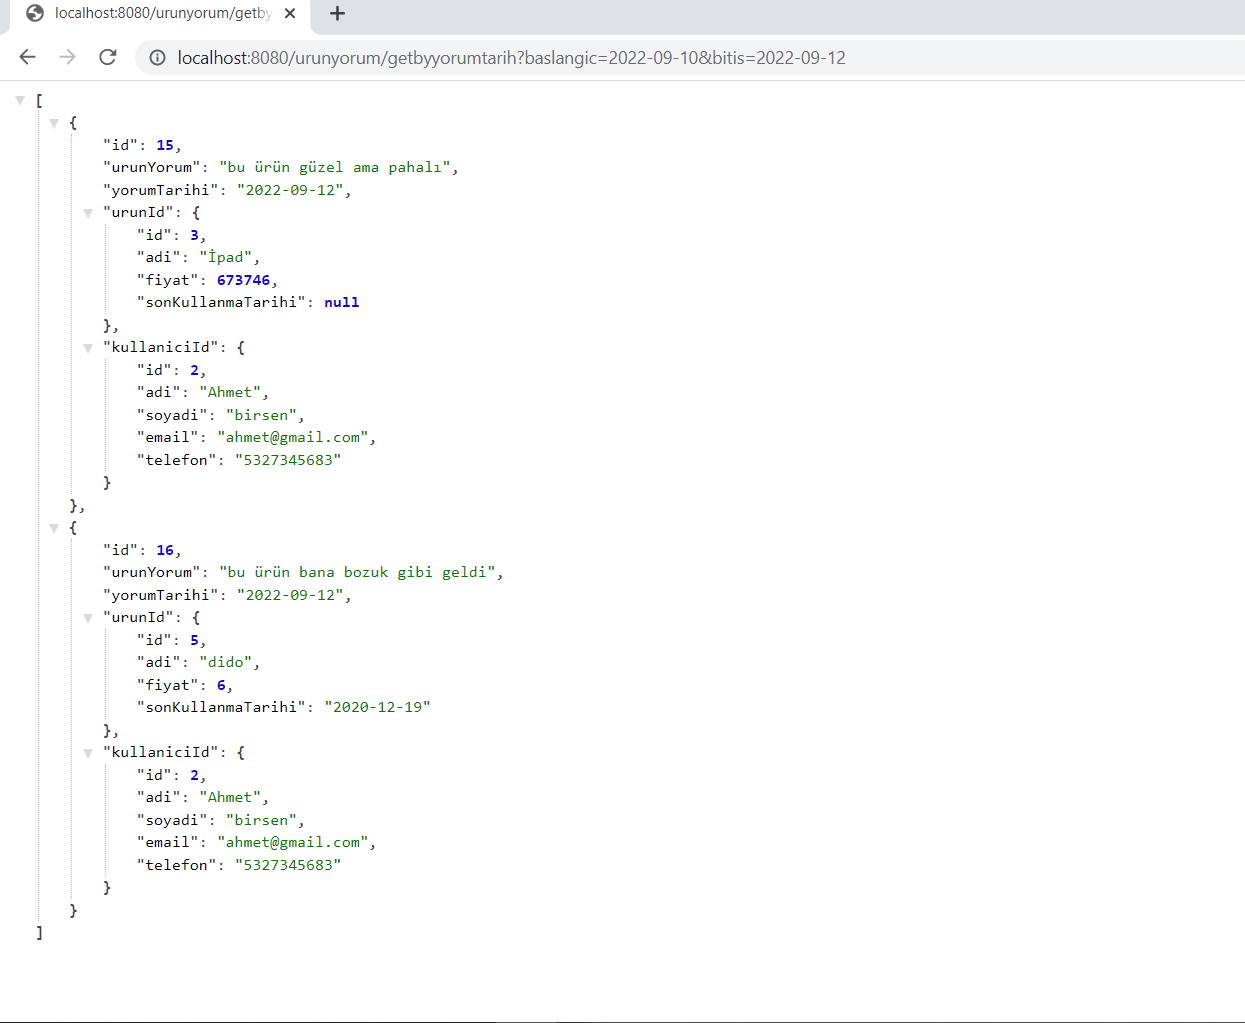 localhost:8080/urunyorum/getby
localhost:8080/urunyorum/getbyyorumtarih?baslangic=2022-09-10&bitis=2022-09-12
[
{
"id": 15,
"urunYorum": "bu ürün güzel ama pahalı",
"yorumTarihi": "2022-09-12",
"urunId": {
"id": 3,
"adi": "İpad",
"fiyat": 673746,
"sonKullanmaTarihi": null
},
"kullaniciId": {
"id": 2,
"adi": "Ahmet",
"soyadi": "birsen",
"email": "ahmet@gmail.com",
"telefon": "5327345683"
}
},
{
"id": 16,
"urunYorum": "bu ürün bana bozuk gibi geldi",
"yorumTarihi": "2022-09-12",
"urunId": {
"id": 5,
"adi": "dido",
"fiyat": 6,
"sonKullanmaTarihi": "2020-12-19"
},
"kullaniciId": {
"id": 2,
"adi": "Ahmet",
"soyadi": "birsen",
"email": "ahmet@gmail.com",
"telefon": "5327345683"
}
}
]